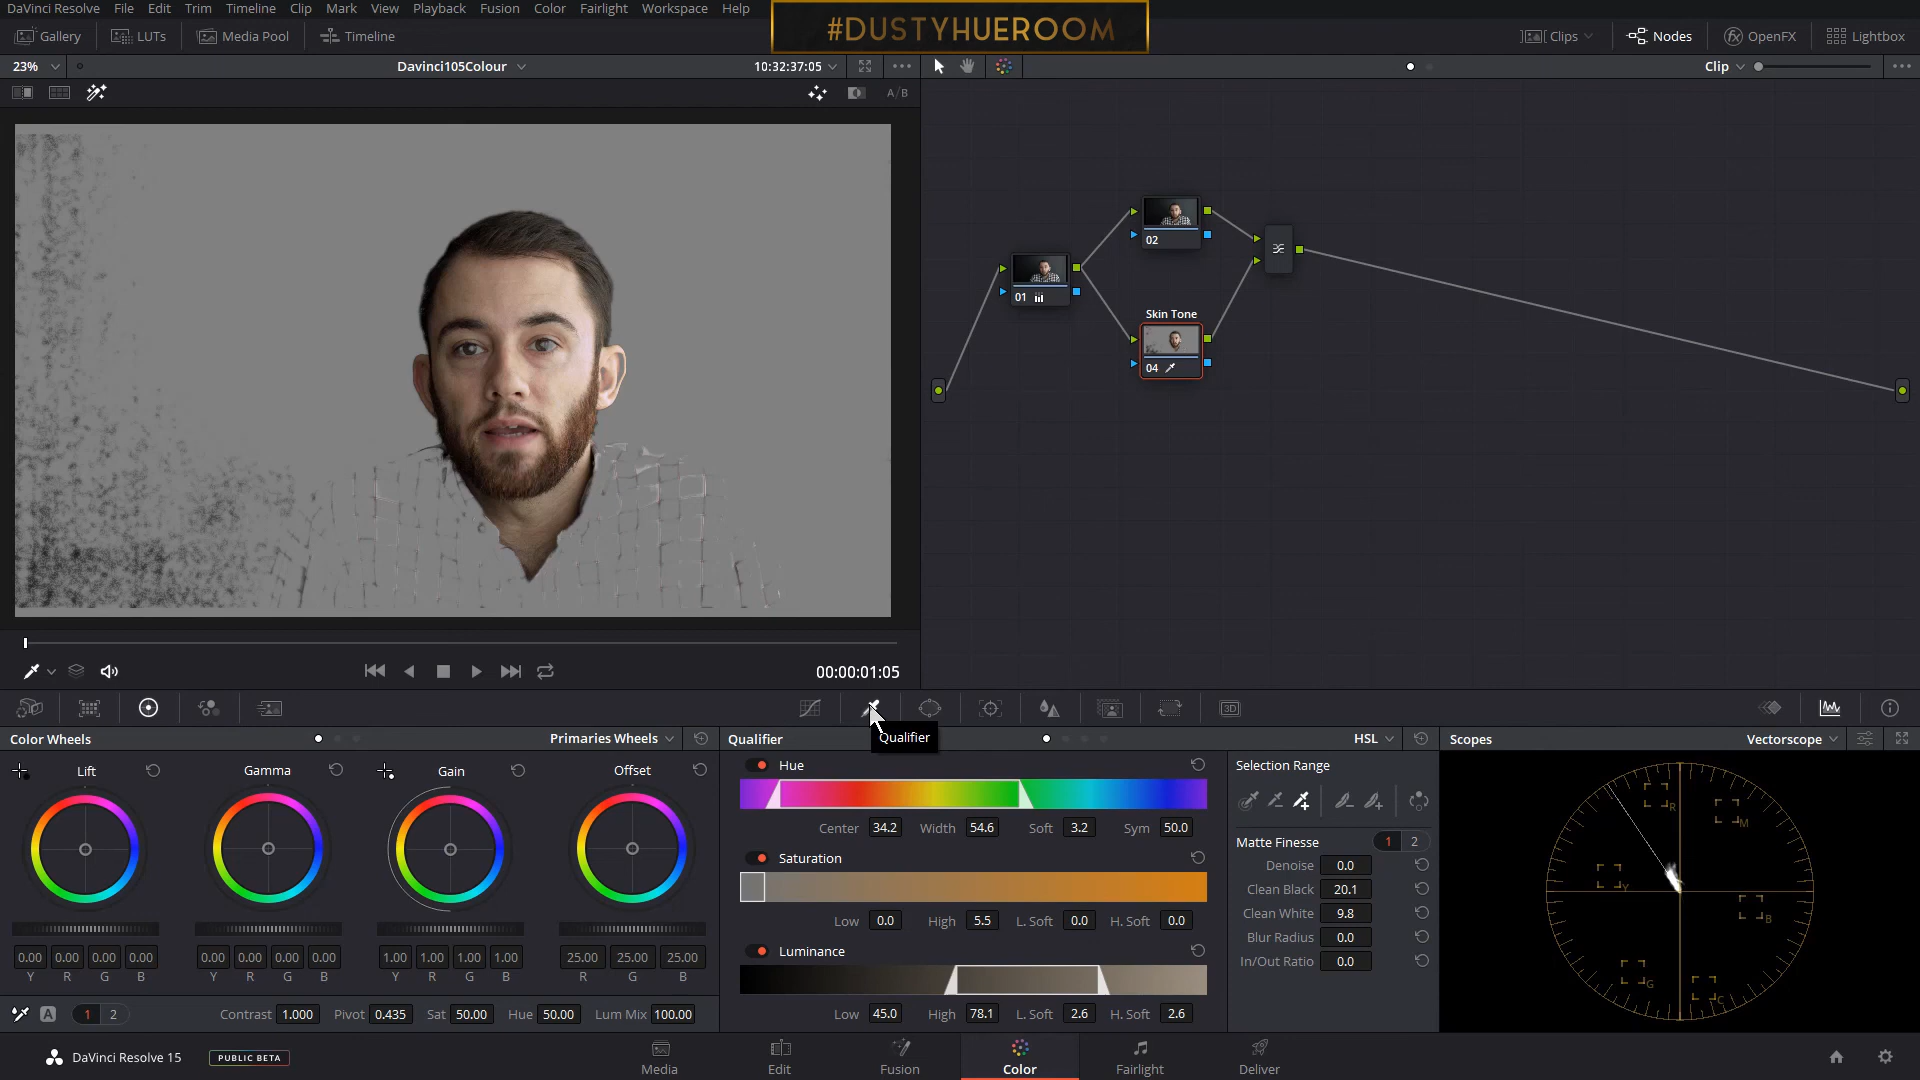 DaVinci Resolve File Edit Trim Timeline Clip Mark View Playback Fusion Color Fairlight Workspace Help
#DUSTYHUEROOM
Gallery LUTs Media Pool Timeline Clips Nodes OpenFX Lightbox
23% Davinci105Colour 10:32:37:05 Clip
A/B
02
01
Skin Tone
04
00:00:01:05
3D
Color Wheels Primaries Wheels Qualifier HSL Scopes Vectorscope
Qualifier
Lift Gamma Gain Offset
0.00 0.00 0.00 0.00 0.00 0.00 0.00 0.00 1.00 1.00 1.00 1.00 25.00 25.00 25.00
Y R G B Y R G B Y R G B R G B
A 1 2 Contrast 1.000 Pivot 0.435 Sat 50.00 Hue 50.00 Lum Mix 100.00
Hue
Center 34.2 Width 54.6 Soft 3.2 Sym 50.0
Saturation
Low 0.0 High 5.5 L. Soft 0.0 H. Soft 0.0
Luminance
Low 45.0 High 78.1 L. Soft 2.6 H. Soft 2.6
Selection Range
Matte Finesse 1 2
Denoise 0.0
Clean Black 20.1
Clean White 9.8
Blur Radius 0.0
In/Out Ratio 0.0
R
M
Y
B
G
C
DaVinci Resolve 15 PUBLIC BETA Media Edit Fusion Color Fairlight Deliver